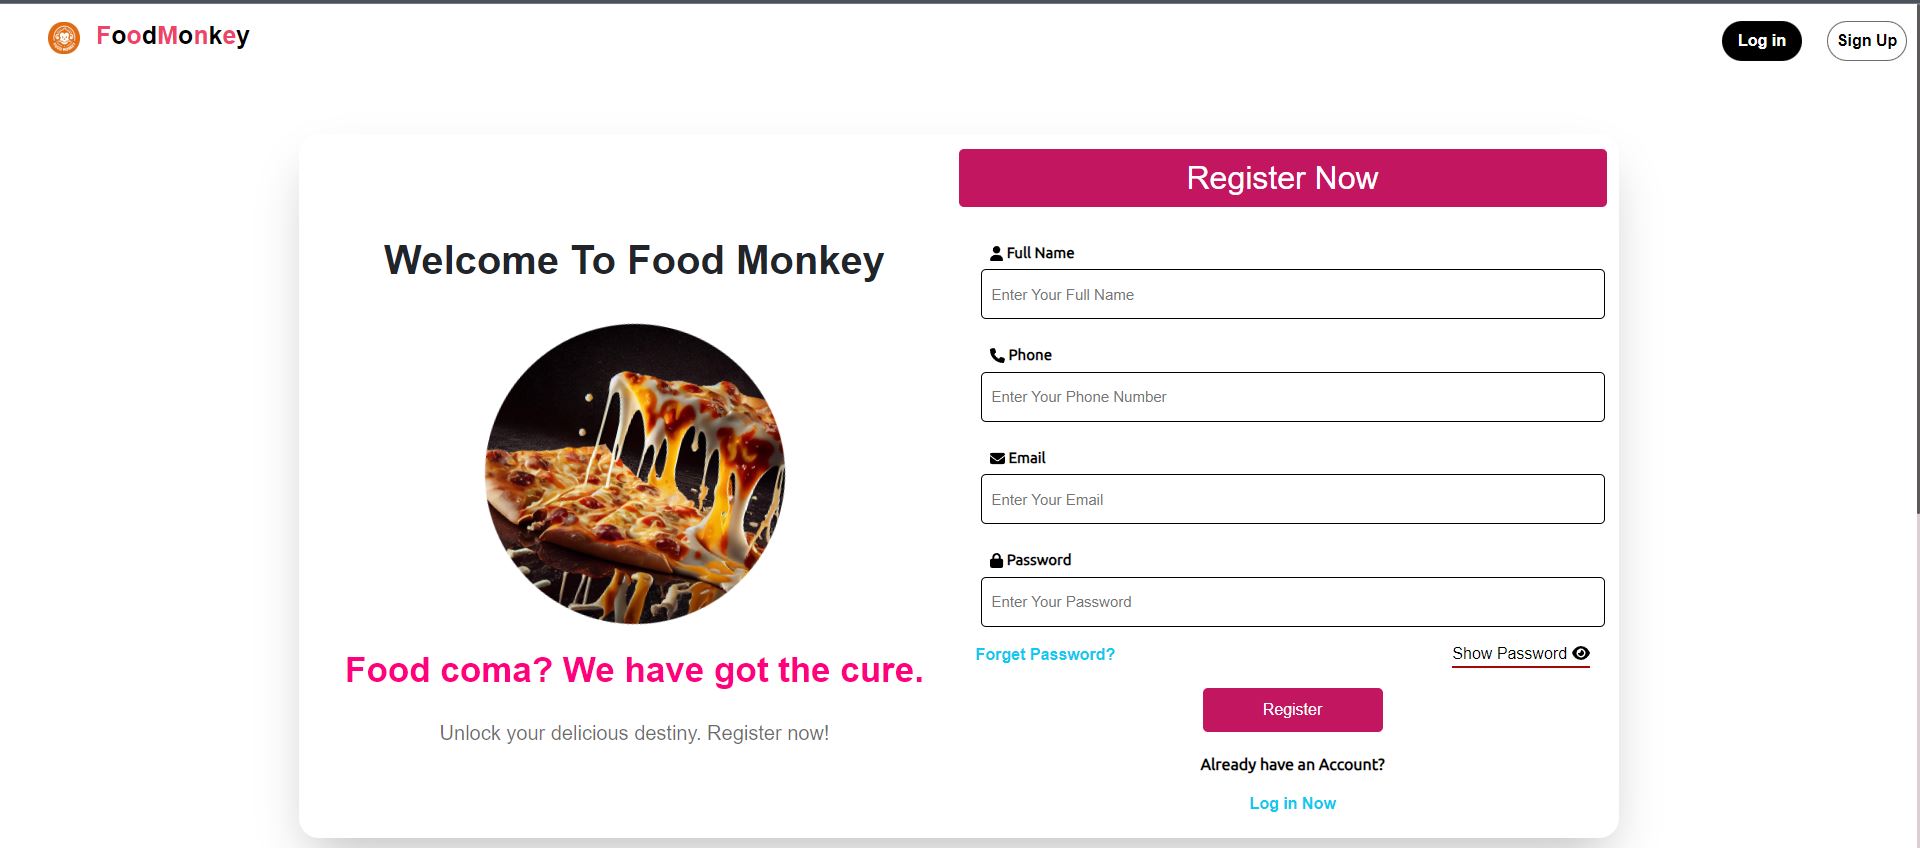 FoodMonkey
Log in
Sign Up
Welcome To Food Monkey
Food coma? We have got the cure.
Unlock your delicious destiny. Register now!
Register Now
Full Name
Enter Your Full Name
Phone
Enter Your Phone Number
Email
Enter Your Email
Password
Enter Your Password
Forget Password?
Show Password
Register
Already have an Account?
Log in Now